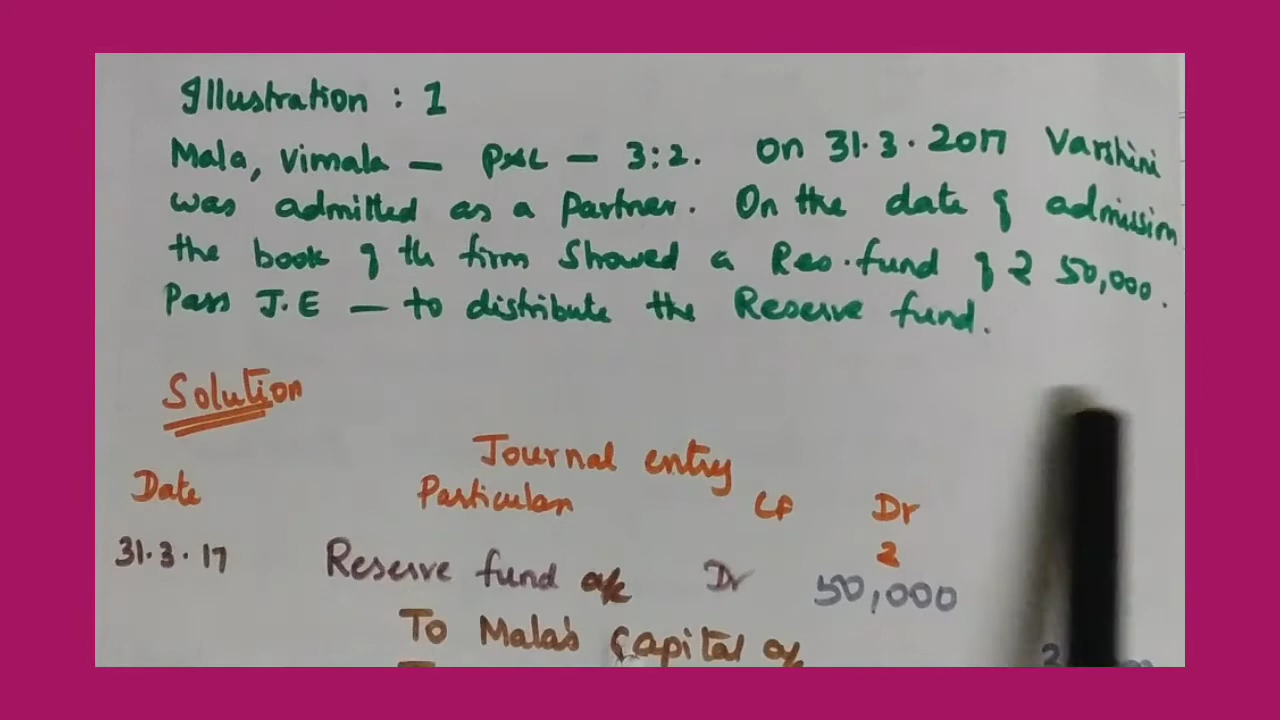 Illustration : 1
Mala, Vimala — P&L — 3:2. On 31.3.2017 Varshini
was admitted as a partner. On the date of admission
the book of th firm showed a Res.fund of ₹ 50,000.
Pass J.E — to distribute the Reserve fund.
Solution
Journal entry
Date Particulars LF Dr
₹
31.3.17 Reserve fund a/c Dr 50,000
To Mala's Capital a/c